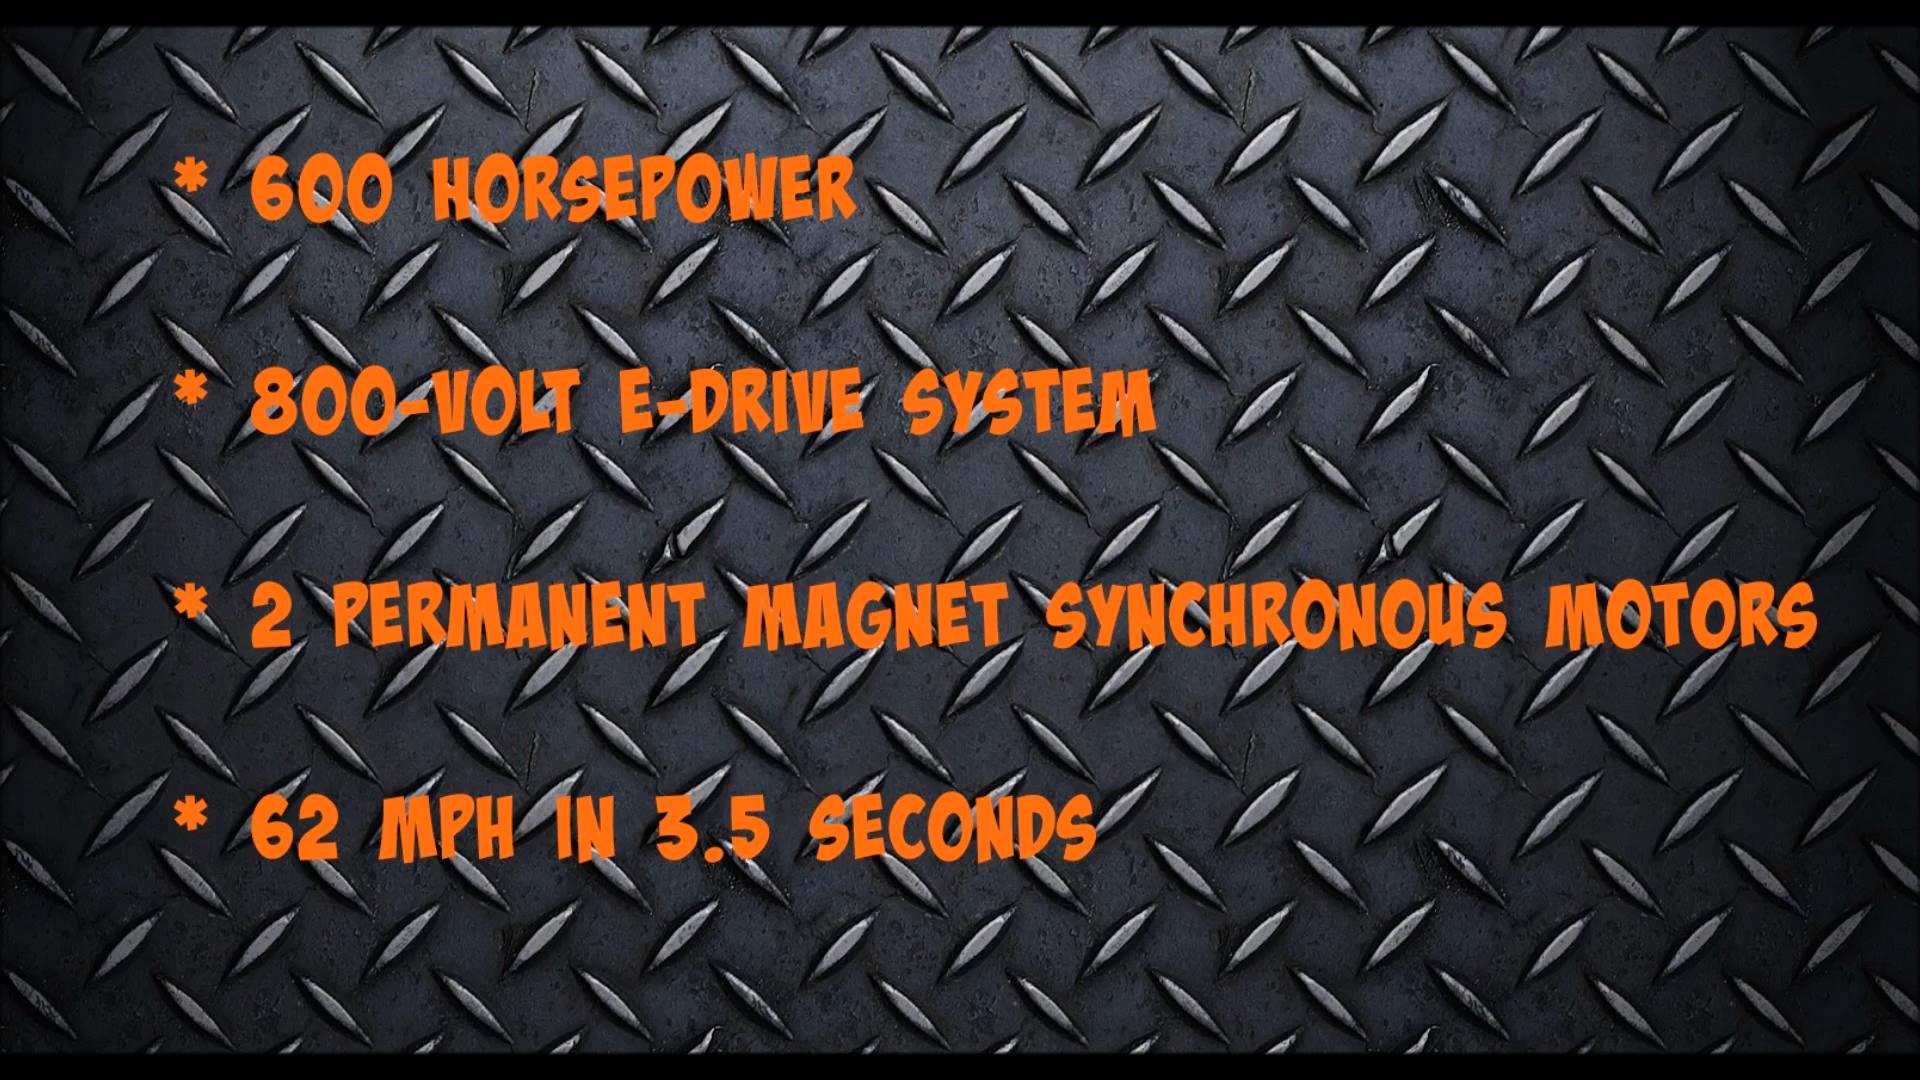 * 600 HORSEPOWER
* 800-VOLT E-DRIVE SYSTEM
* 2 PERMANENT MAGNET SYNCHRONOUS MOTORS
* 62 MPH IN 3.5 SECONDS